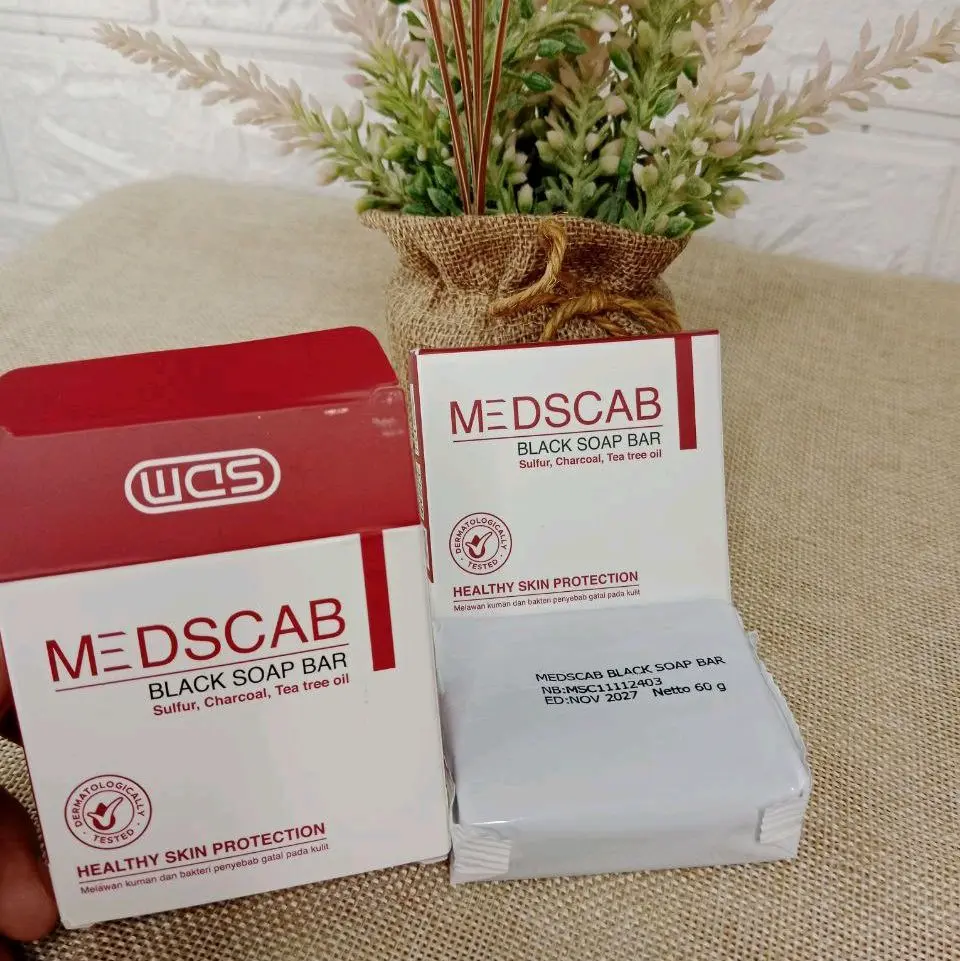 WAS
MEDSCAB
BLACK SOAP BAR
Sulfur, Charcoal, Tea tree oil
DERMATOLOGICALLY
TESTED
HEALTHY SKIN PROTECTION
Melawan kuman dan bakteri penyebab gatal pada kulit
MEDSCAB
BLACK SOAP BAR
Sulfur, Charcoal, Tea tree oil
DERMATOLOGICALLY
TESTED
HEALTHY SKIN PROTECTION
Melawan kuman dan bakteri penyebab gatal pada kulit
MEDSCAB BLACK SOAP BAR
NB:MSC11112403
ED:NOV 2027 Netto 60 g